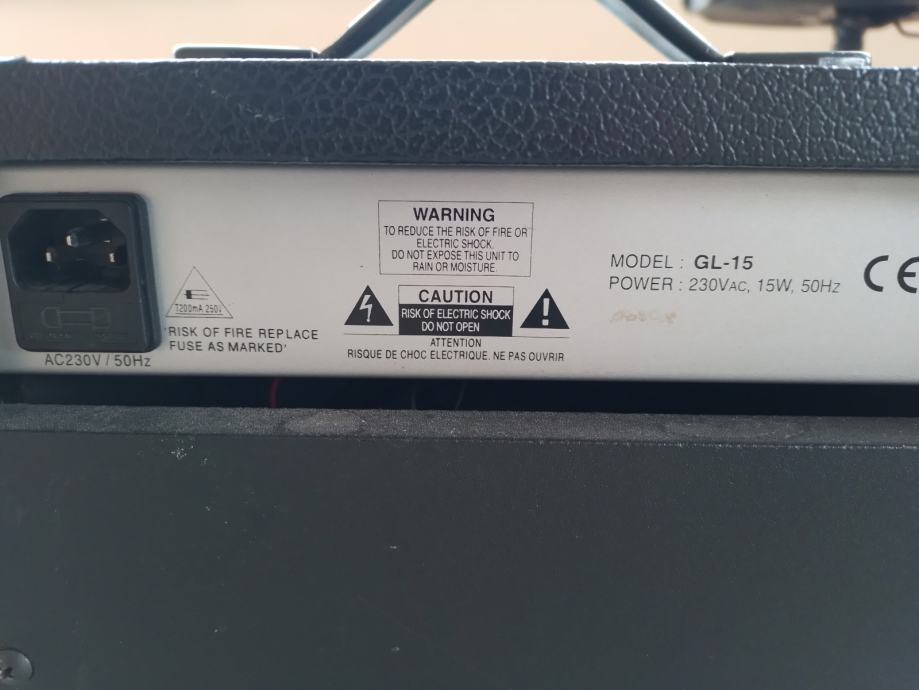 WARNING
TO REDUCE THE RISK OF FIRE OR
ELECTRIC SHOCK.
DO NOT EXPOSE THIS UNIT TO
RAIN OR MOISTURE.
MODEL : GL-15
POWER : 230VAC, 15W, 50Hz
CE
T200mA 250V
'RISK OF FIRE REPLACE
FUSE AS MARKED'
AC230V / 50Hz
CAUTION
RISK OF ELECTRIC SHOCK
DO NOT OPEN
ATTENTION
RISQUE DE CHOC ELECTRIQUE. NE PAS OUVRIR